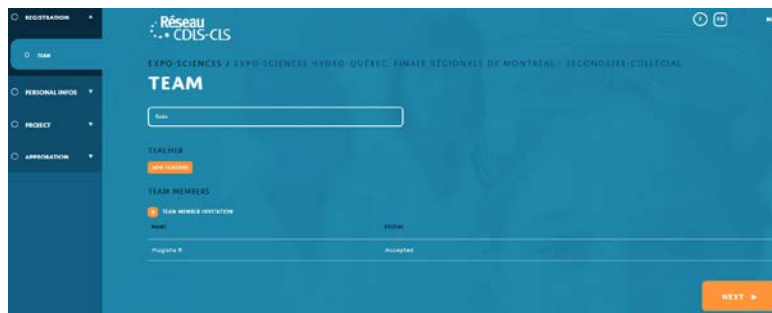 REGISTRATION
TEAM
PERSONAL INFOS
PROJECT
APPROBATION
Réseau
CDLS-CLS
FR
EXPO-SCIENCES / EXPO-SCIENCES HYDRO-QUÉBEC, FINALE RÉGIONALE DE MONTRÉAL - SECONDAIRE-COLLÉGIAL
TEAM
Solo
TEACHER
ADD TEACHER
TEAM MEMBERS
+ TEAM MEMBER INVITATION
NAME STATUS
Accepted
NEXT